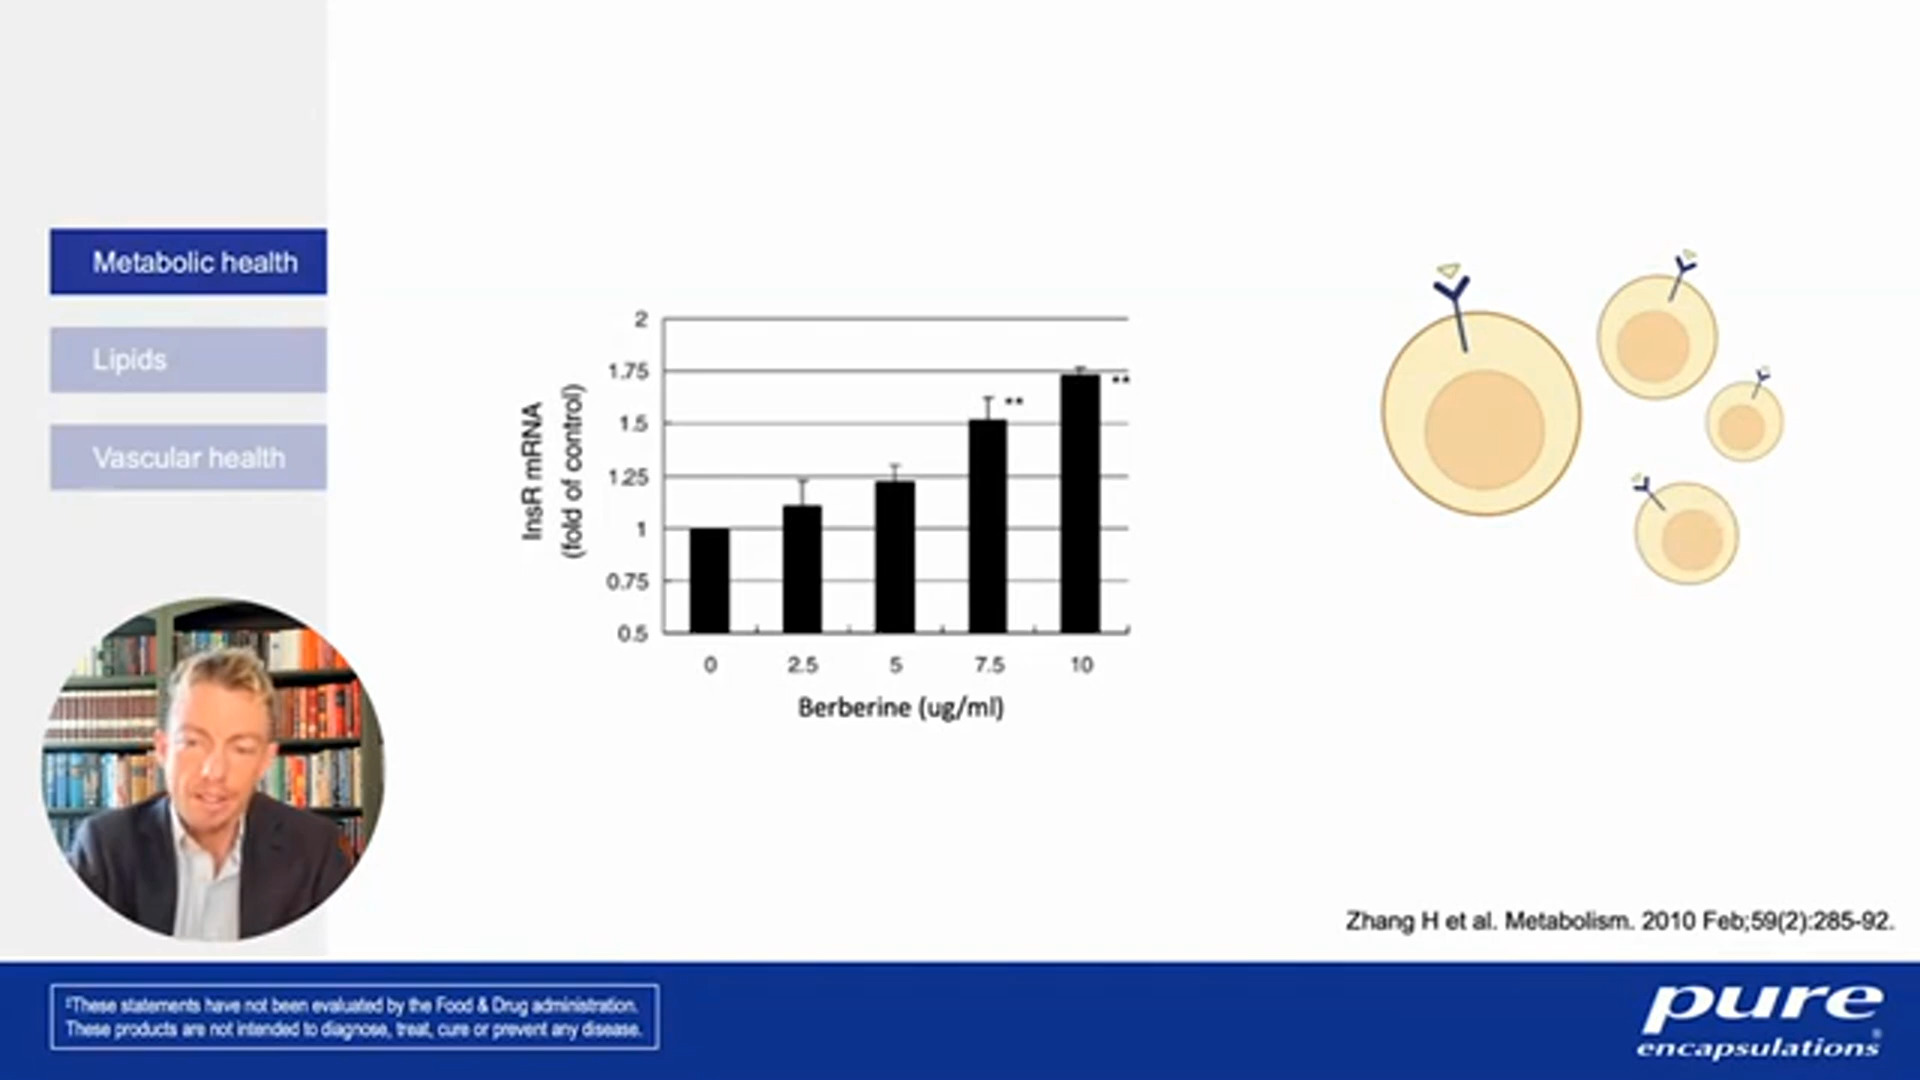 Metabolic health
Lipids
Vascular health
InsR mRNA
(fold of control)
2
1.75
1.5
1.25
1
0.75
0.5
**
**
0 2.5 5 7.5 10
Berberine (ug/ml)
Zhang H et al. Metabolism. 2010 Feb;59(2):285-92.
‡These statements have not been evaluated by the Food & Drug administration.
These products are not intended to diagnose, treat, cure or prevent any disease.
pure
encapsulations®